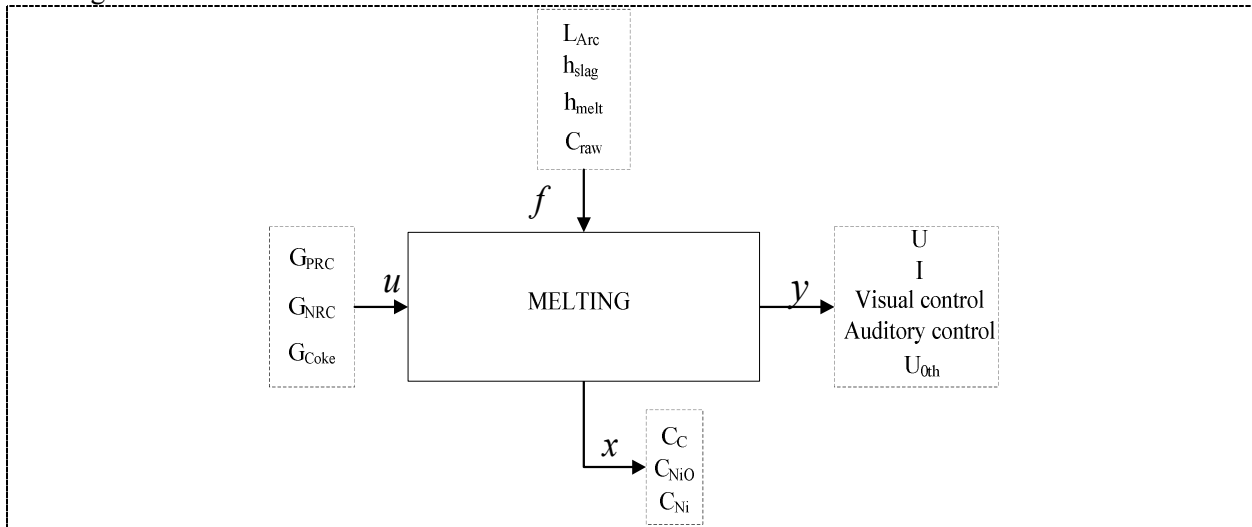 L_Arc
h_slag
h_melt
C_raw
f
G_PRC
G_NRC
G_Coke
u
MELTING
y
U
I
Visual control
Auditory control
U_0th
x
C_C
C_NiO
C_Ni